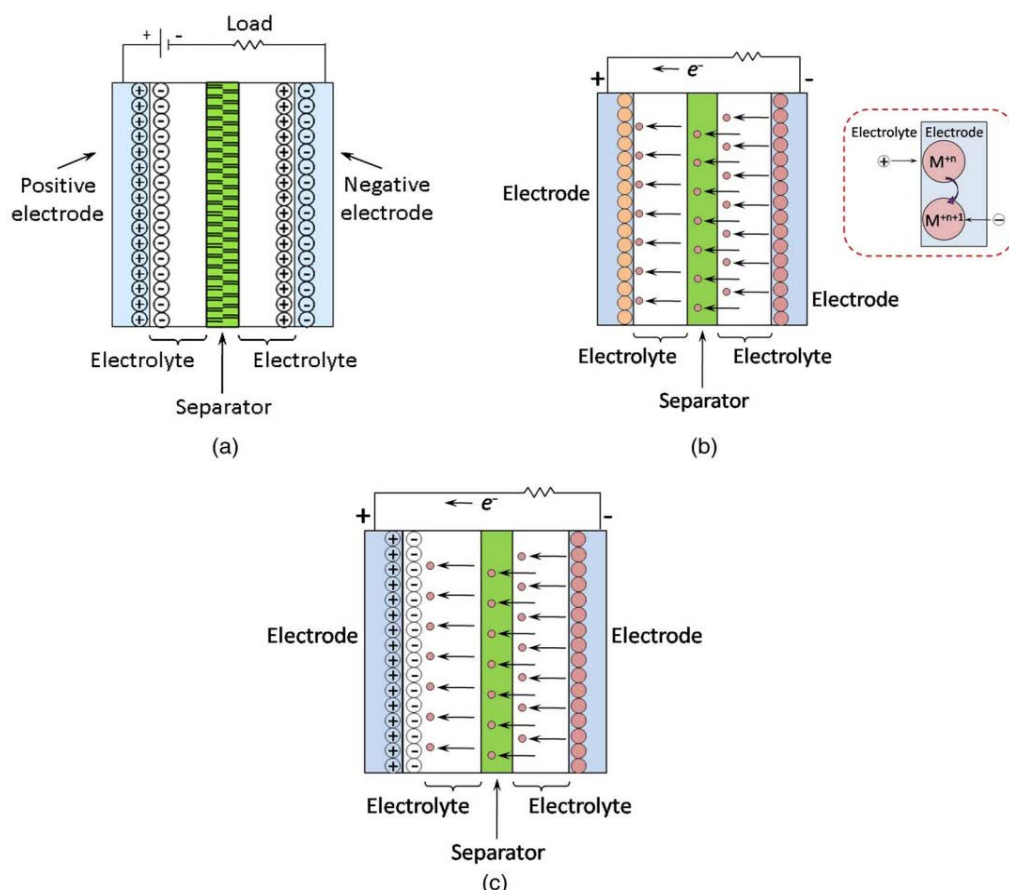 Load
+ -
Positive
electrode
Negative
electrode
Electrolyte
Electrolyte
Separator
(a)
e-
+
-
Electrode
Electrode
Electrolyte
Electrolyte
Separator
(b)
Electrolyte
Electrode
M+n
M+n+1
+
-
e-
+
-
Electrode
Electrode
Electrolyte
Electrolyte
Separator
(c)